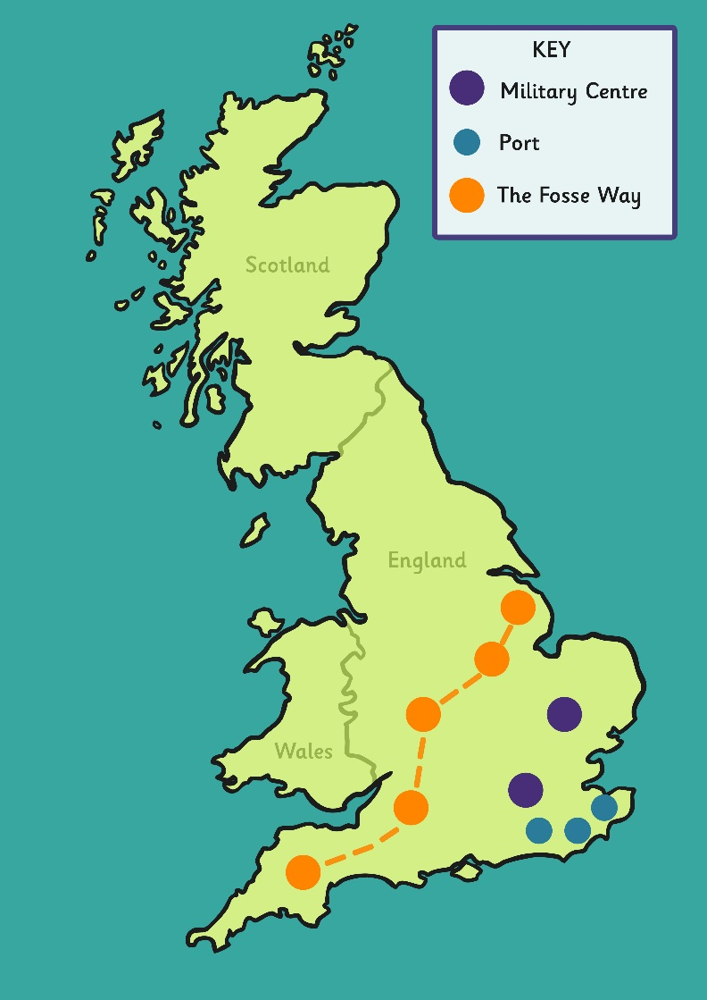 KEY
Military Centre
Port
The Fosse Way
Scotland
England
Wales